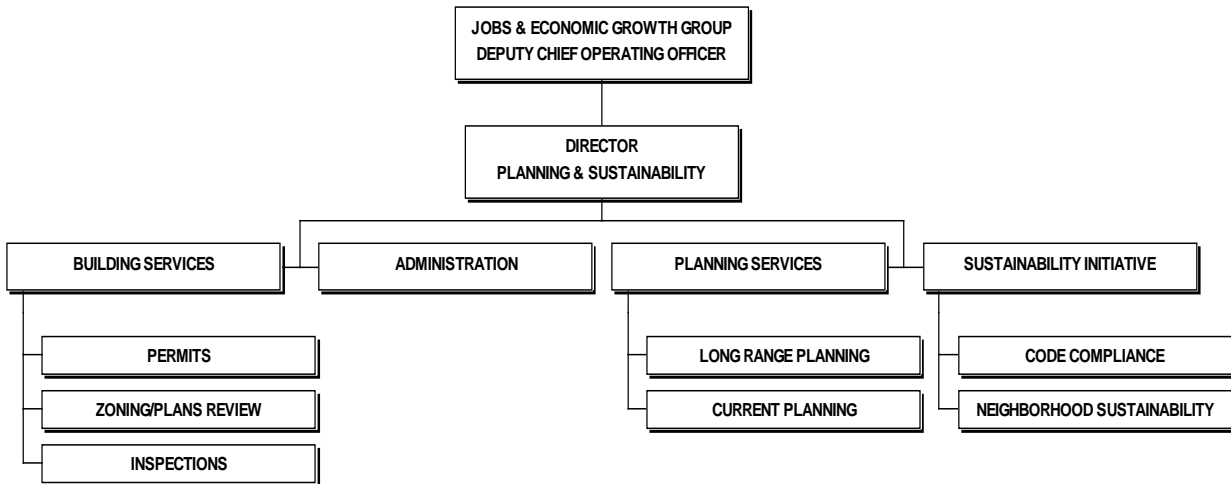 JOBS & ECONOMIC GROWTH GROUP
DEPUTY CHIEF OPERATING OFFICER
DIRECTOR
PLANNING & SUSTAINABILITY
BUILDING SERVICES
ADMINISTRATION
PLANNING SERVICES
SUSTAINABILITY INITIATIVE
PERMITS
LONG RANGE PLANNING
CODE COMPLIANCE
ZONING/PLANS REVIEW
CURRENT PLANNING
NEIGHBORHOOD SUSTAINABILITY
INSPECTIONS